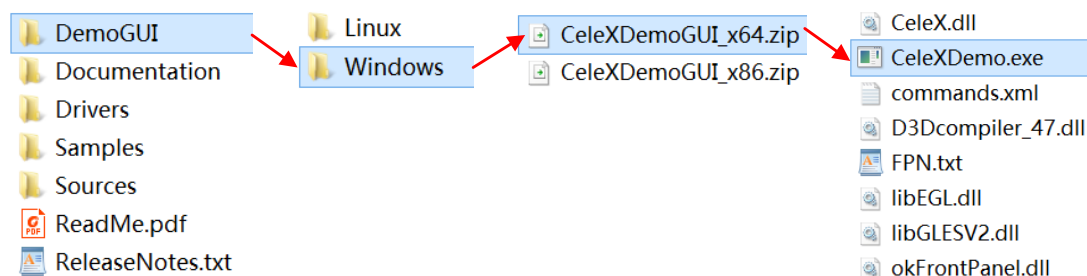 DemoGUI
Documentation
Drivers
Samples
Sources
ReadMe.pdf
ReleaseNotes.txt
Linux
Windows
CeleXDemoGUI_x64.zip
CeleXDemoGUI_x86.zip
CeleX.dll
CeleXDemo.exe
commands.xml
D3Dcompiler_47.dll
FPN.txt
libEGL.dll
libGLESV2.dll
okFrontPanel.dll